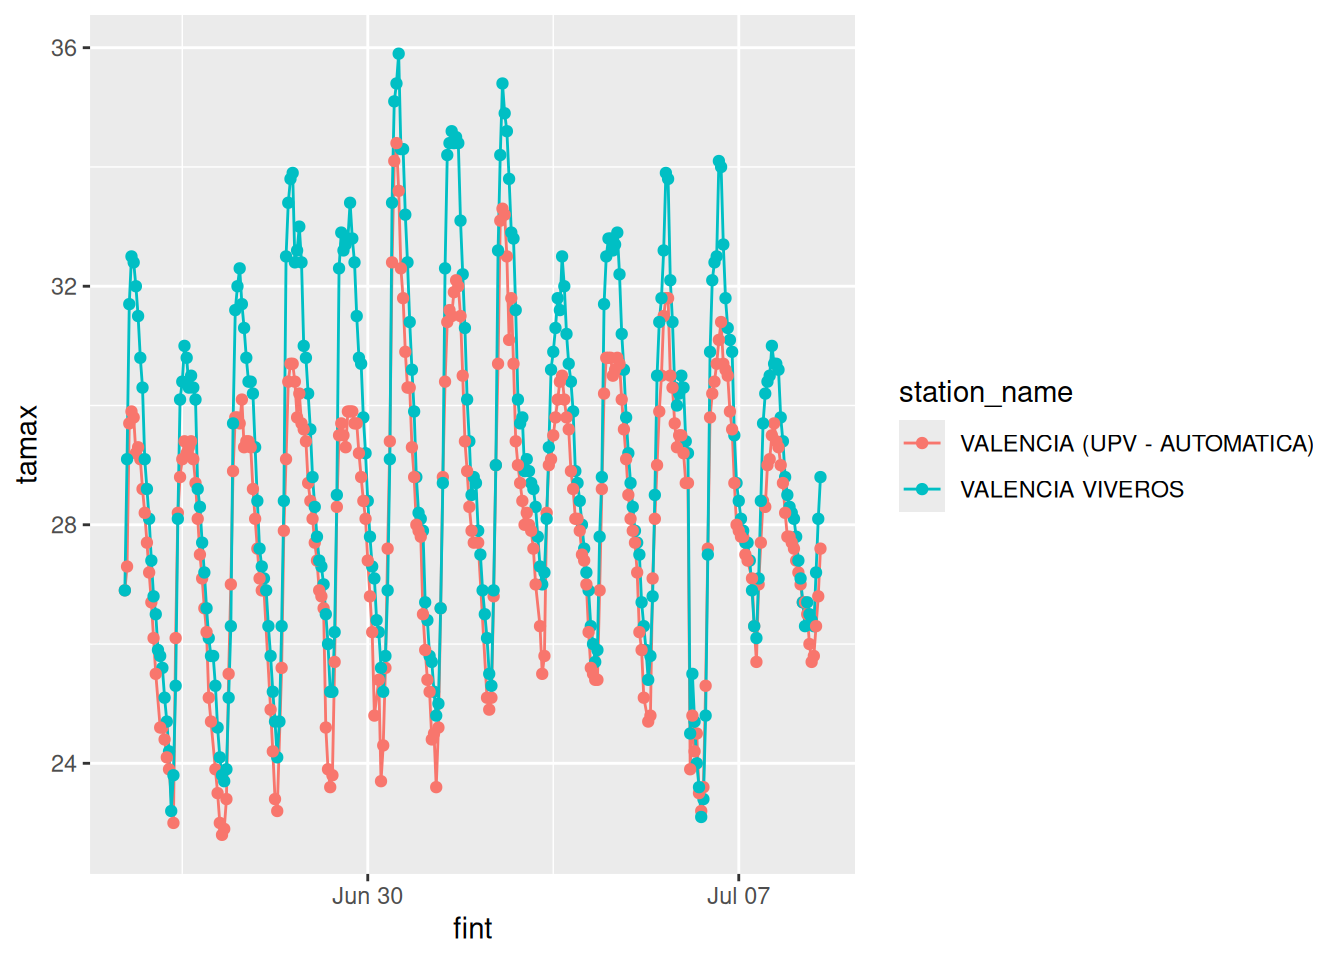 36
32
28
24
tamax
Jun 30
Jul 07
fint
station_name
VALENCIA (UPV - AUTOMATICA)
VALENCIA VIVEROS